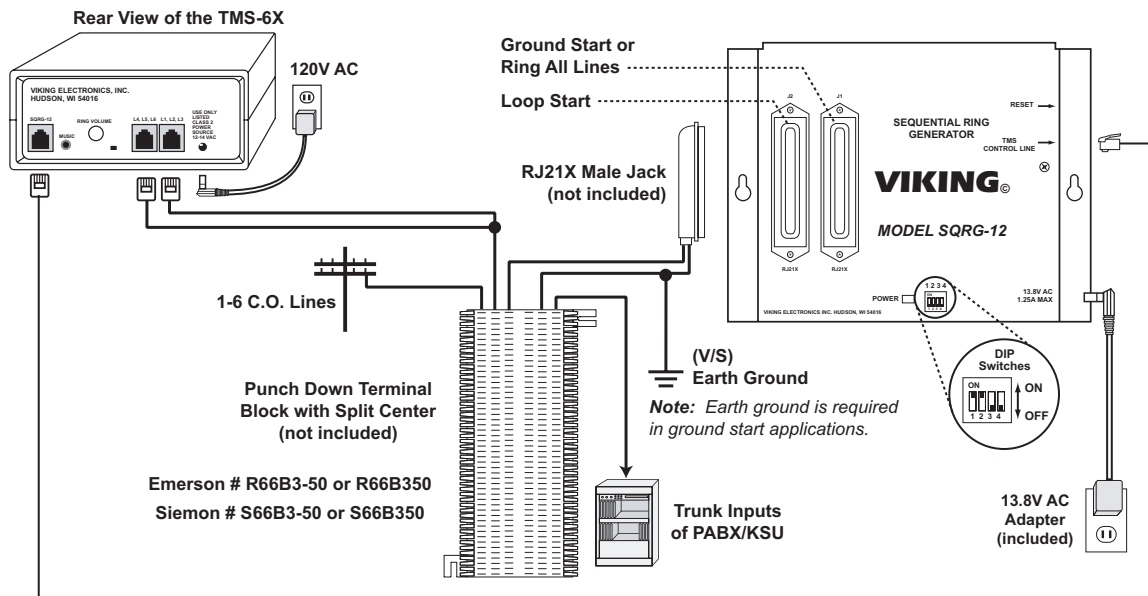 Rear View of the TMS-6X
VIKING ELECTRONICS, INC.
HUDSON, WI 54016
SQRG-12
MUSIC
RING VOLUME
L4, L5, L6
L1, L2, L3
USE ONLY
LISTED
CLASS 2
POWER
SOURCE
12-14 VAC
120V AC
Ground Start or
Ring All Lines
Loop Start
RJ21X Male Jack
(not included)
J2
J1
RJ21X
RJ21X
SEQUENTIAL RING
GENERATOR
RESET
TMS
CONTROL LINE
VIKING©
MODEL SQRG-12
POWER
1 2 3 4
ON
1 2 3 4
13.8V AC
1.25A MAX
VIKING ELECTRONICS INC. HUDSON, WI 54016
1-6 C.O. Lines
Punch Down Terminal
Block with Split Center
(not included)
Emerson # R66B3-50 or R66B350
Siemon # S66B3-50 or S66B350
(V/S)
Earth Ground
Note: Earth ground is required
in ground start applications.
Trunk Inputs
of PABX/KSU
DIP
Switches
ON
1 2 3 4
ON
OFF
13.8V AC
Adapter
(included)